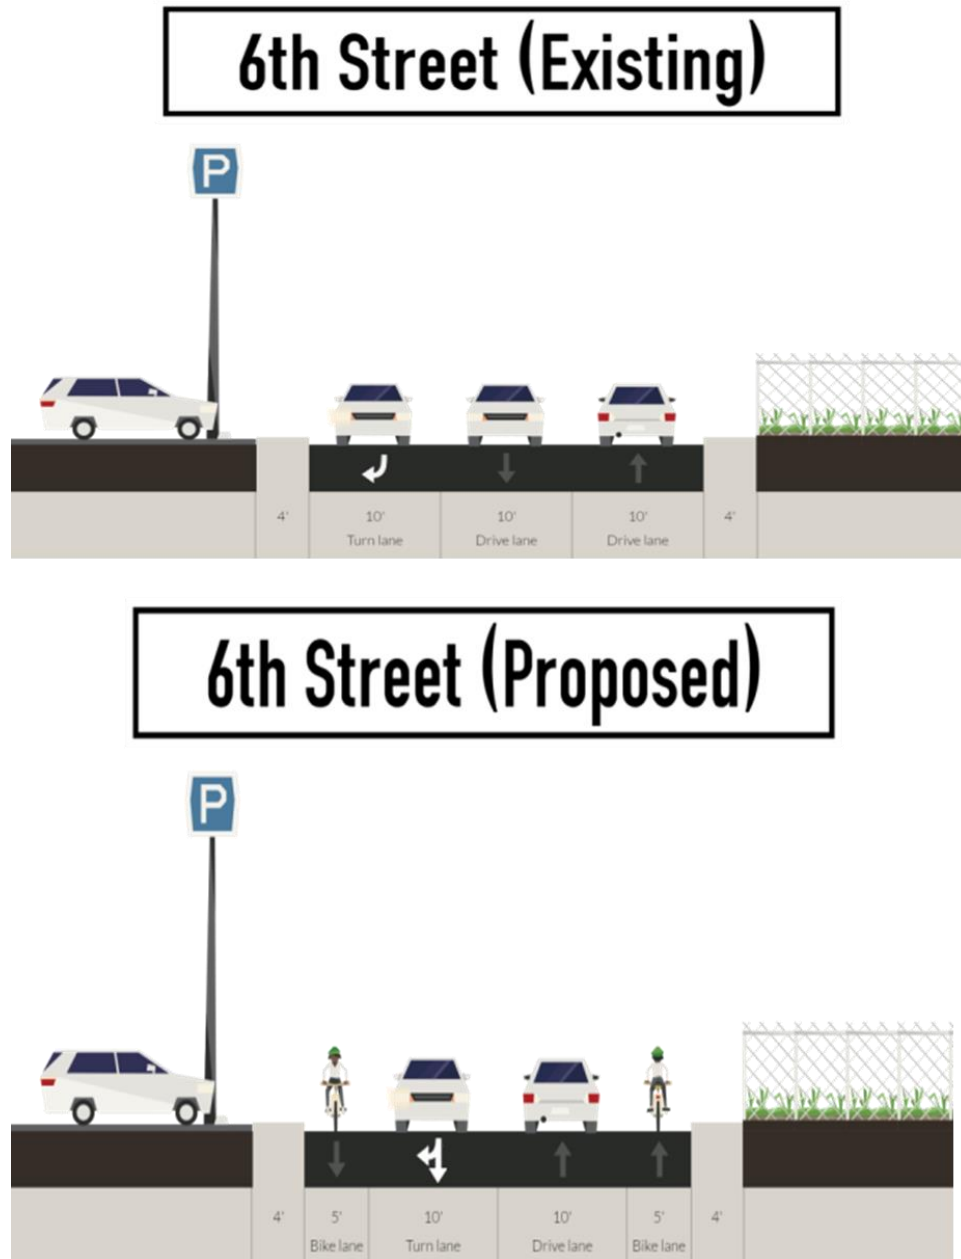 6th Street (Existing)
P
4' 10' 10' 10' 4'
Turn lane Drive lane Drive lane
6th Street (Proposed)
P
4' 5' 10' 10' 5' 4'
Bike lane Turn lane Drive lane Bike lane